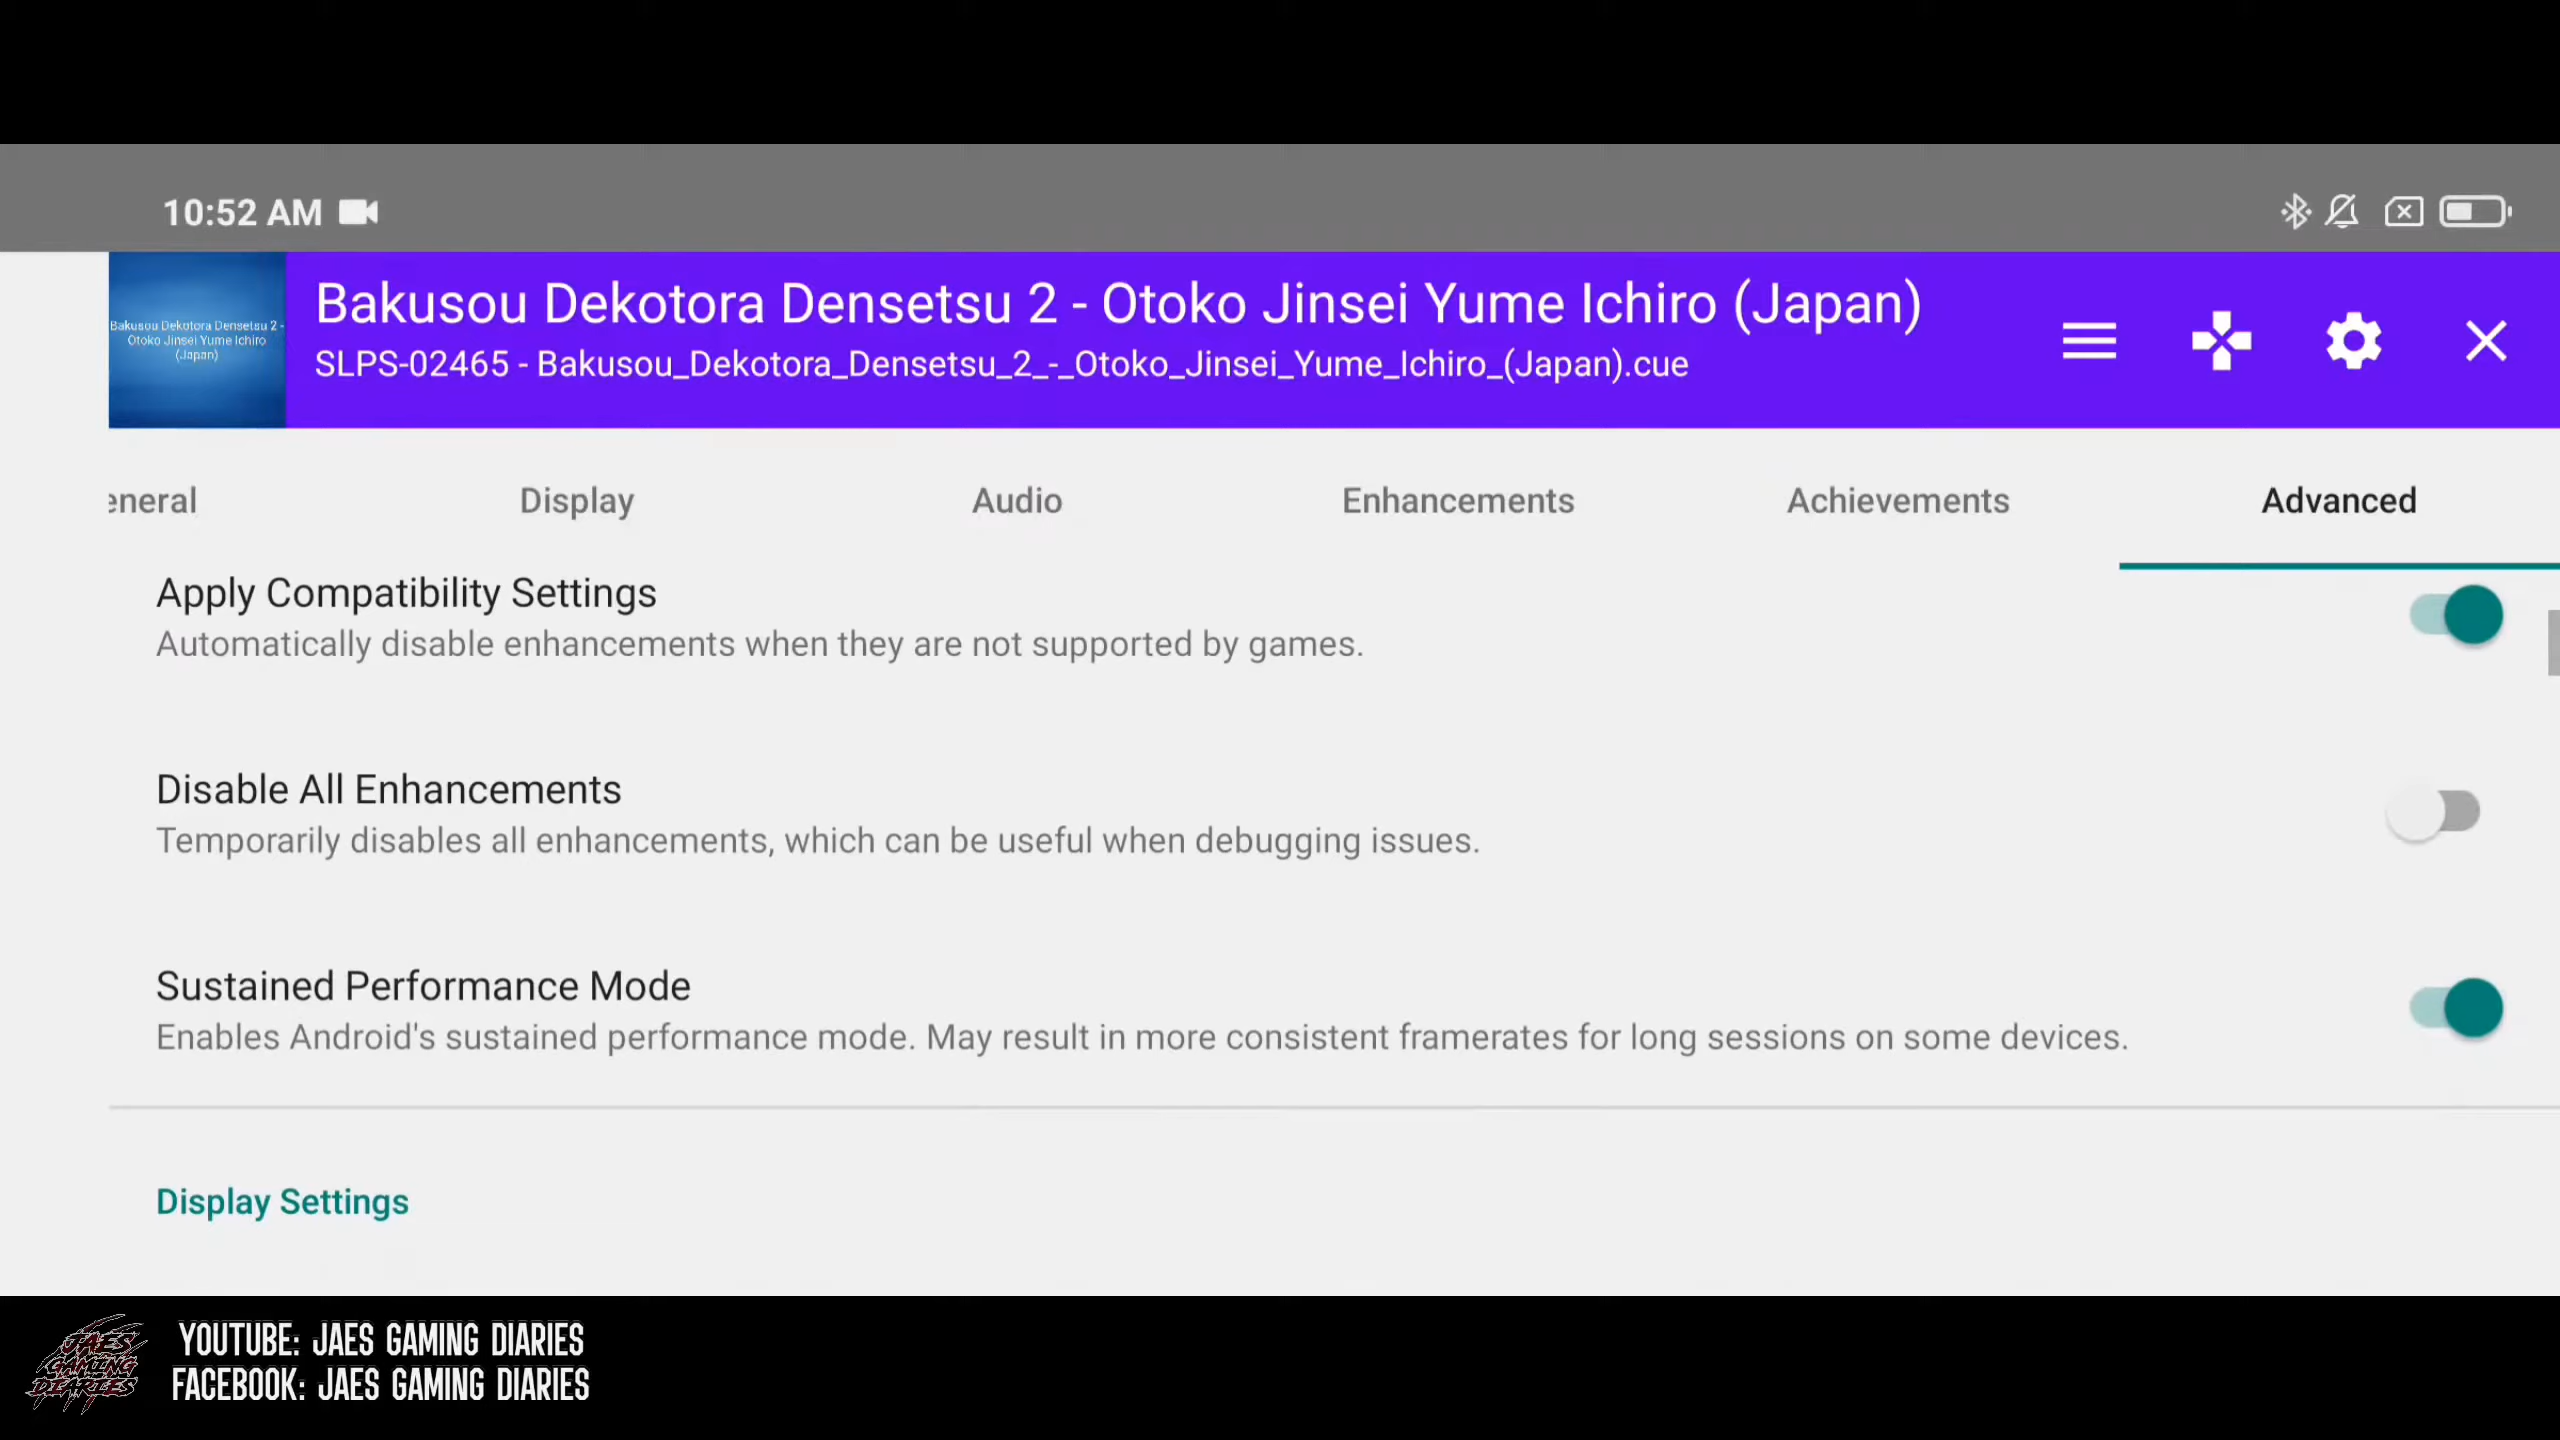 10:52 AM
Bakusou Dekotora Densetsu 2 -
Otoko Jinsei Yume Ichiro
(Japan)
Bakusou Dekotora Densetsu 2 - Otoko Jinsei Yume Ichiro (Japan)
SLPS-02465 - Bakusou_Dekotora_Densetsu_2_-_Otoko_Jinsei_Yume_Ichiro_(Japan).cue
eneral Display Audio Enhancements Achievements Advanced
Apply Compatibility Settings
Automatically disable enhancements when they are not supported by games.
Disable All Enhancements
Temporarily disables all enhancements, which can be useful when debugging issues.
Sustained Performance Mode
Enables Android's sustained performance mode. May result in more consistent framerates for long sessions on some devices.
Display Settings
JAES
GAMING
DIARIES
YOUTUBE: JAES GAMING DIARIES
FACEBOOK: JAES GAMING DIARIES